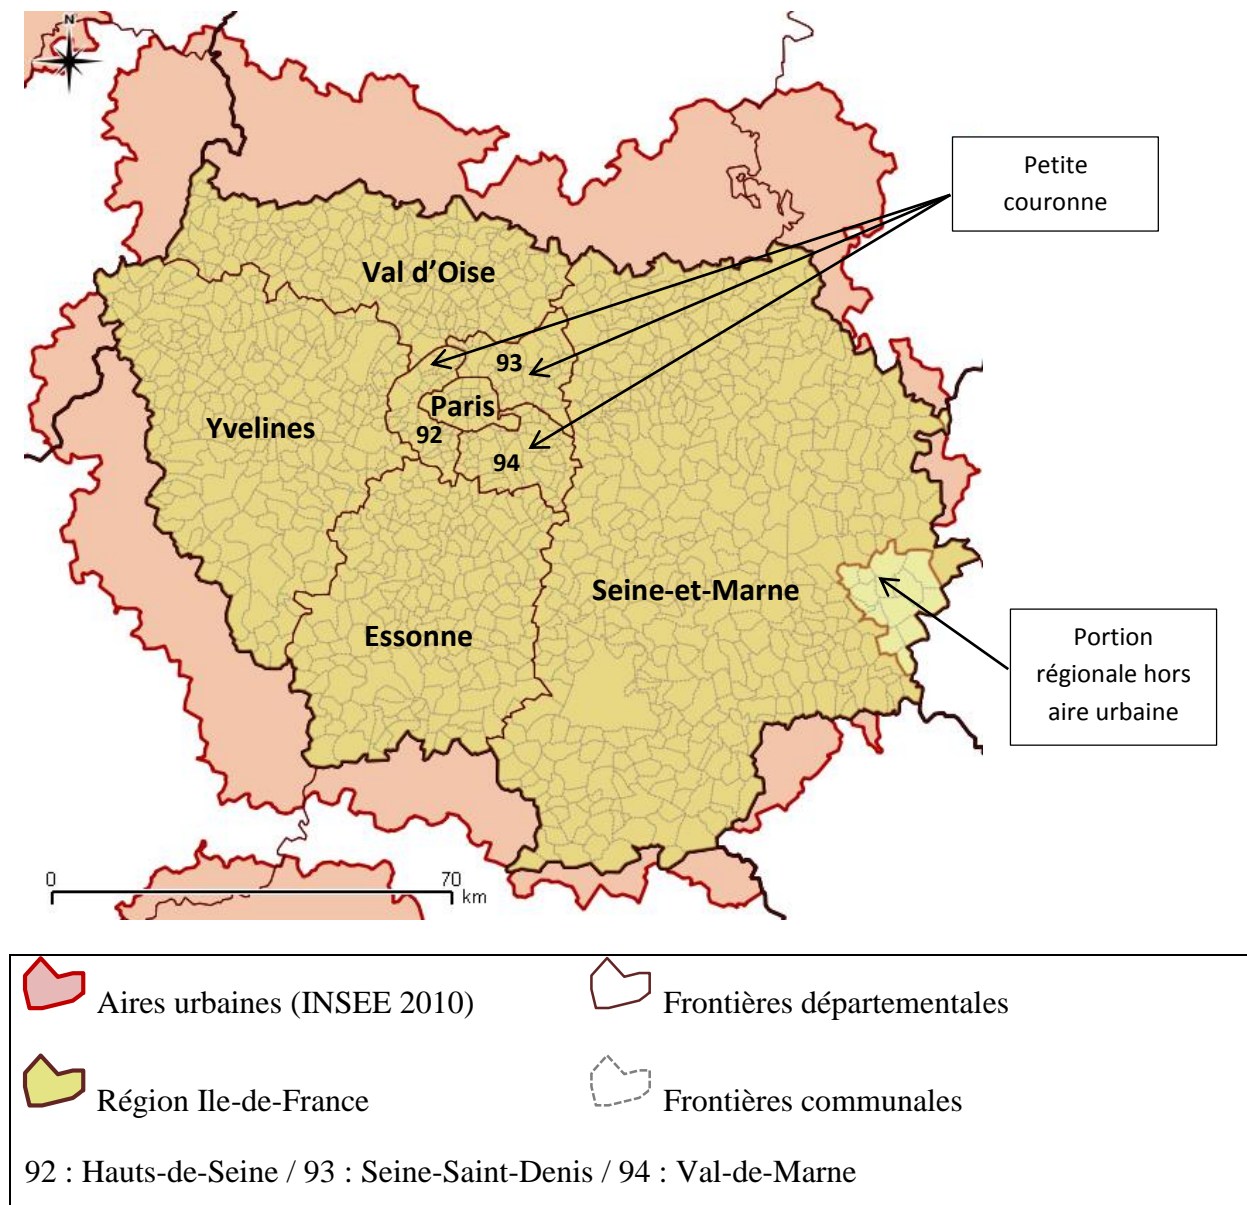 N
Petite
couronne
Val d'Oise
93
Paris
Yvelines
92
94
Seine-et-Marne
Essonne
Portion
régionale hors
aire urbaine
0
70
km
Aires urbaines (INSEE 2010)
Frontières départementales
Région Ile-de-France
Frontières communales
92 : Hauts-de-Seine / 93 : Seine-Saint-Denis / 94 : Val-de-Marne